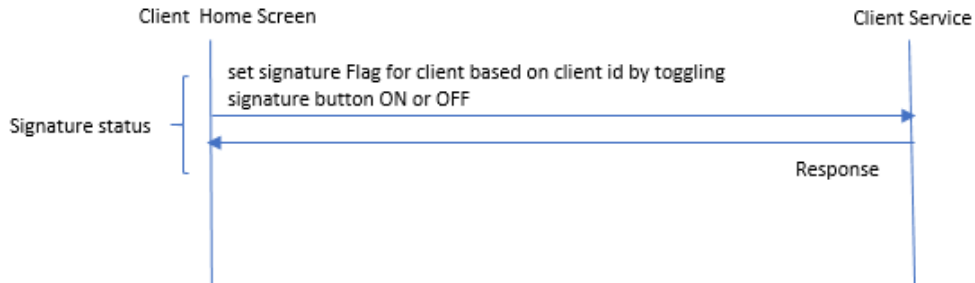 Client Home Screen
Client Service
set signature Flag for client based on client id by toggling
signature button ON or OFF
Signature status
Response